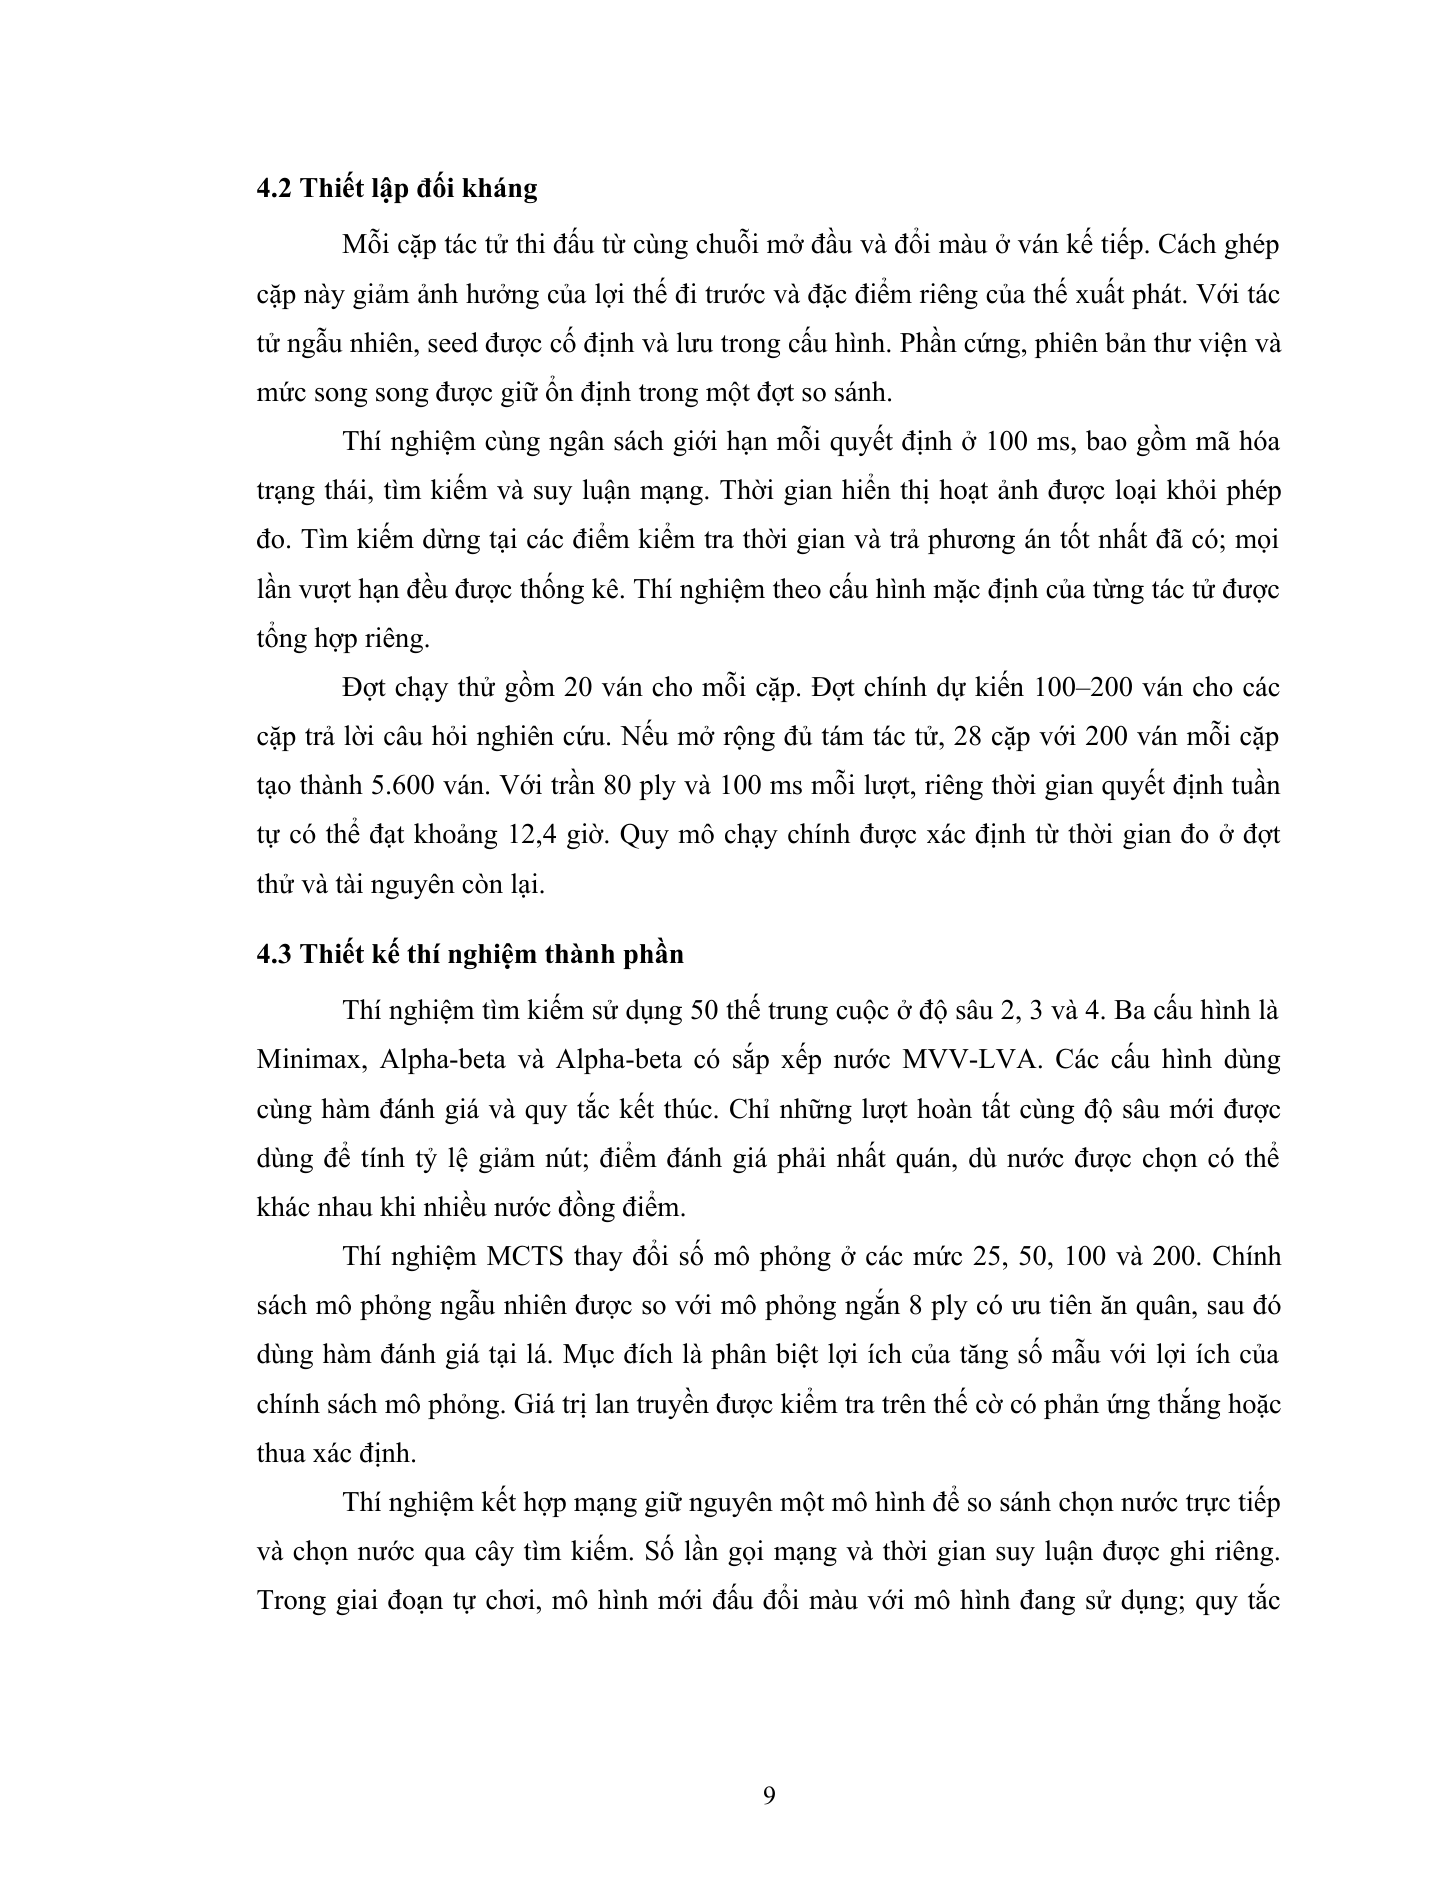 4.2 Thiết lập đối kháng
Mỗi cặp tác tử thi đấu từ cùng chuỗi mở đầu và đổi màu ở ván kế tiếp. Cách ghép
cặp này giảm ảnh hưởng của lợi thế đi trước và đặc điểm riêng của thế xuất phát. Với tác
tử ngẫu nhiên, seed được cố định và lưu trong cấu hình. Phần cứng, phiên bản thư viện và
mức song song được giữ ổn định trong một đợt so sánh.
Thí nghiệm cùng ngân sách giới hạn mỗi quyết định ở 100 ms, bao gồm mã hóa
trạng thái, tìm kiếm và suy luận mạng. Thời gian hiển thị hoạt ảnh được loại khỏi phép
đo. Tìm kiếm dừng tại các điểm kiểm tra thời gian và trả phương án tốt nhất đã có; mọi
lần vượt hạn đều được thống kê. Thí nghiệm theo cấu hình mặc định của từng tác tử được
tổng hợp riêng.
Đợt chạy thử gồm 20 ván cho mỗi cặp. Đợt chính dự kiến 100–200 ván cho các
cặp trả lời câu hỏi nghiên cứu. Nếu mở rộng đủ tám tác tử, 28 cặp với 200 ván mỗi cặp
tạo thành 5.600 ván. Với trần 80 ply và 100 ms mỗi lượt, riêng thời gian quyết định tuần
tự có thể đạt khoảng 12,4 giờ. Quy mô chạy chính được xác định từ thời gian đo ở đợt
thử và tài nguyên còn lại.
4.3 Thiết kế thí nghiệm thành phần
Thí nghiệm tìm kiếm sử dụng 50 thế trung cuộc ở độ sâu 2, 3 và 4. Ba cấu hình là
Minimax, Alpha-beta và Alpha-beta có sắp xếp nước MVV-LVA. Các cấu hình dùng
cùng hàm đánh giá và quy tắc kết thúc. Chỉ những lượt hoàn tất cùng độ sâu mới được
dùng để tính tỷ lệ giảm nút; điểm đánh giá phải nhất quán, dù nước được chọn có thể
khác nhau khi nhiều nước đồng điểm.
Thí nghiệm MCTS thay đổi số mô phỏng ở các mức 25, 50, 100 và 200. Chính
sách mô phỏng ngẫu nhiên được so với mô phỏng ngắn 8 ply có ưu tiên ăn quân, sau đó
dùng hàm đánh giá tại lá. Mục đích là phân biệt lợi ích của tăng số mẫu với lợi ích của
chính sách mô phỏng. Giá trị lan truyền được kiểm tra trên thế cờ có phản ứng thắng hoặc
thua xác định.
Thí nghiệm kết hợp mạng giữ nguyên một mô hình để so sánh chọn nước trực tiếp
và chọn nước qua cây tìm kiếm. Số lần gọi mạng và thời gian suy luận được ghi riêng.
Trong giai đoạn tự chơi, mô hình mới đấu đổi màu với mô hình đang sử dụng; quy tắc
9